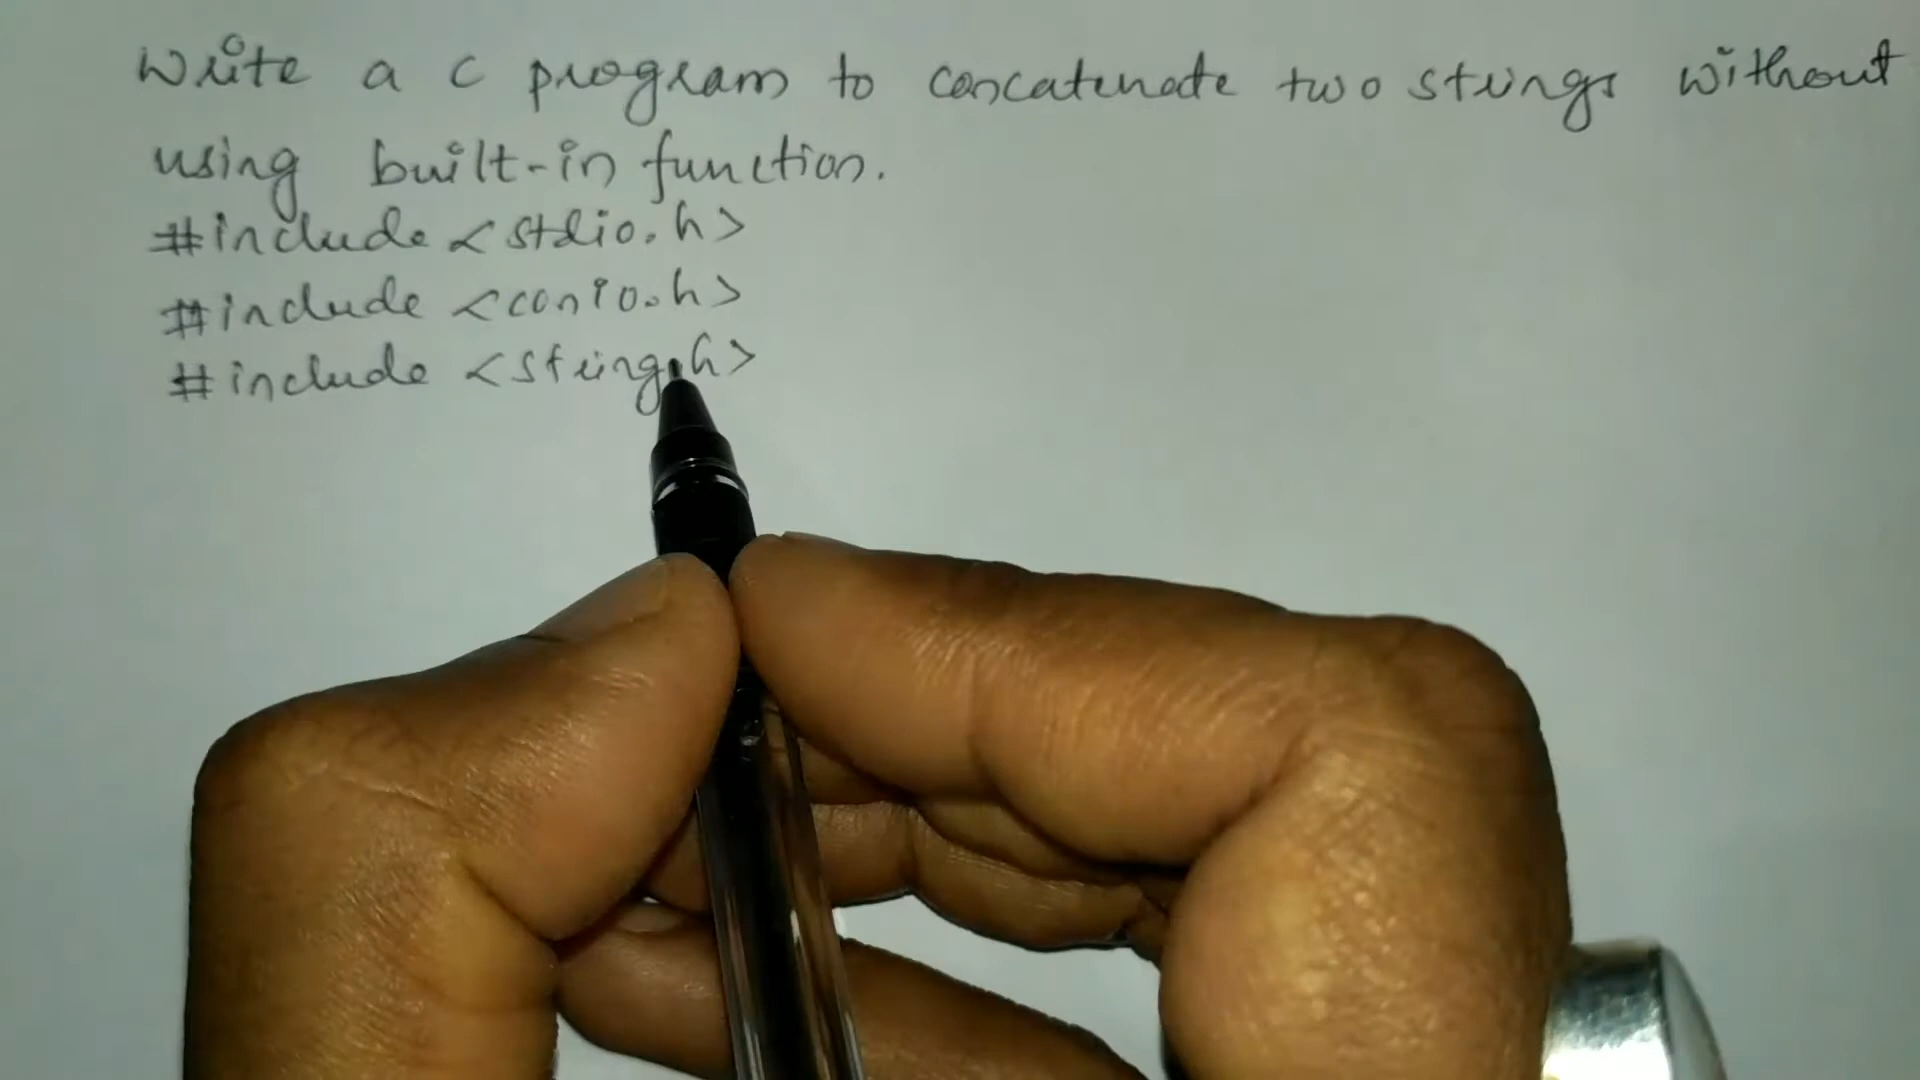 Write a C program to concatenate two strings without
using built-in function.
#include <stdio.h>
#include <conio.h>
#include <string.h>